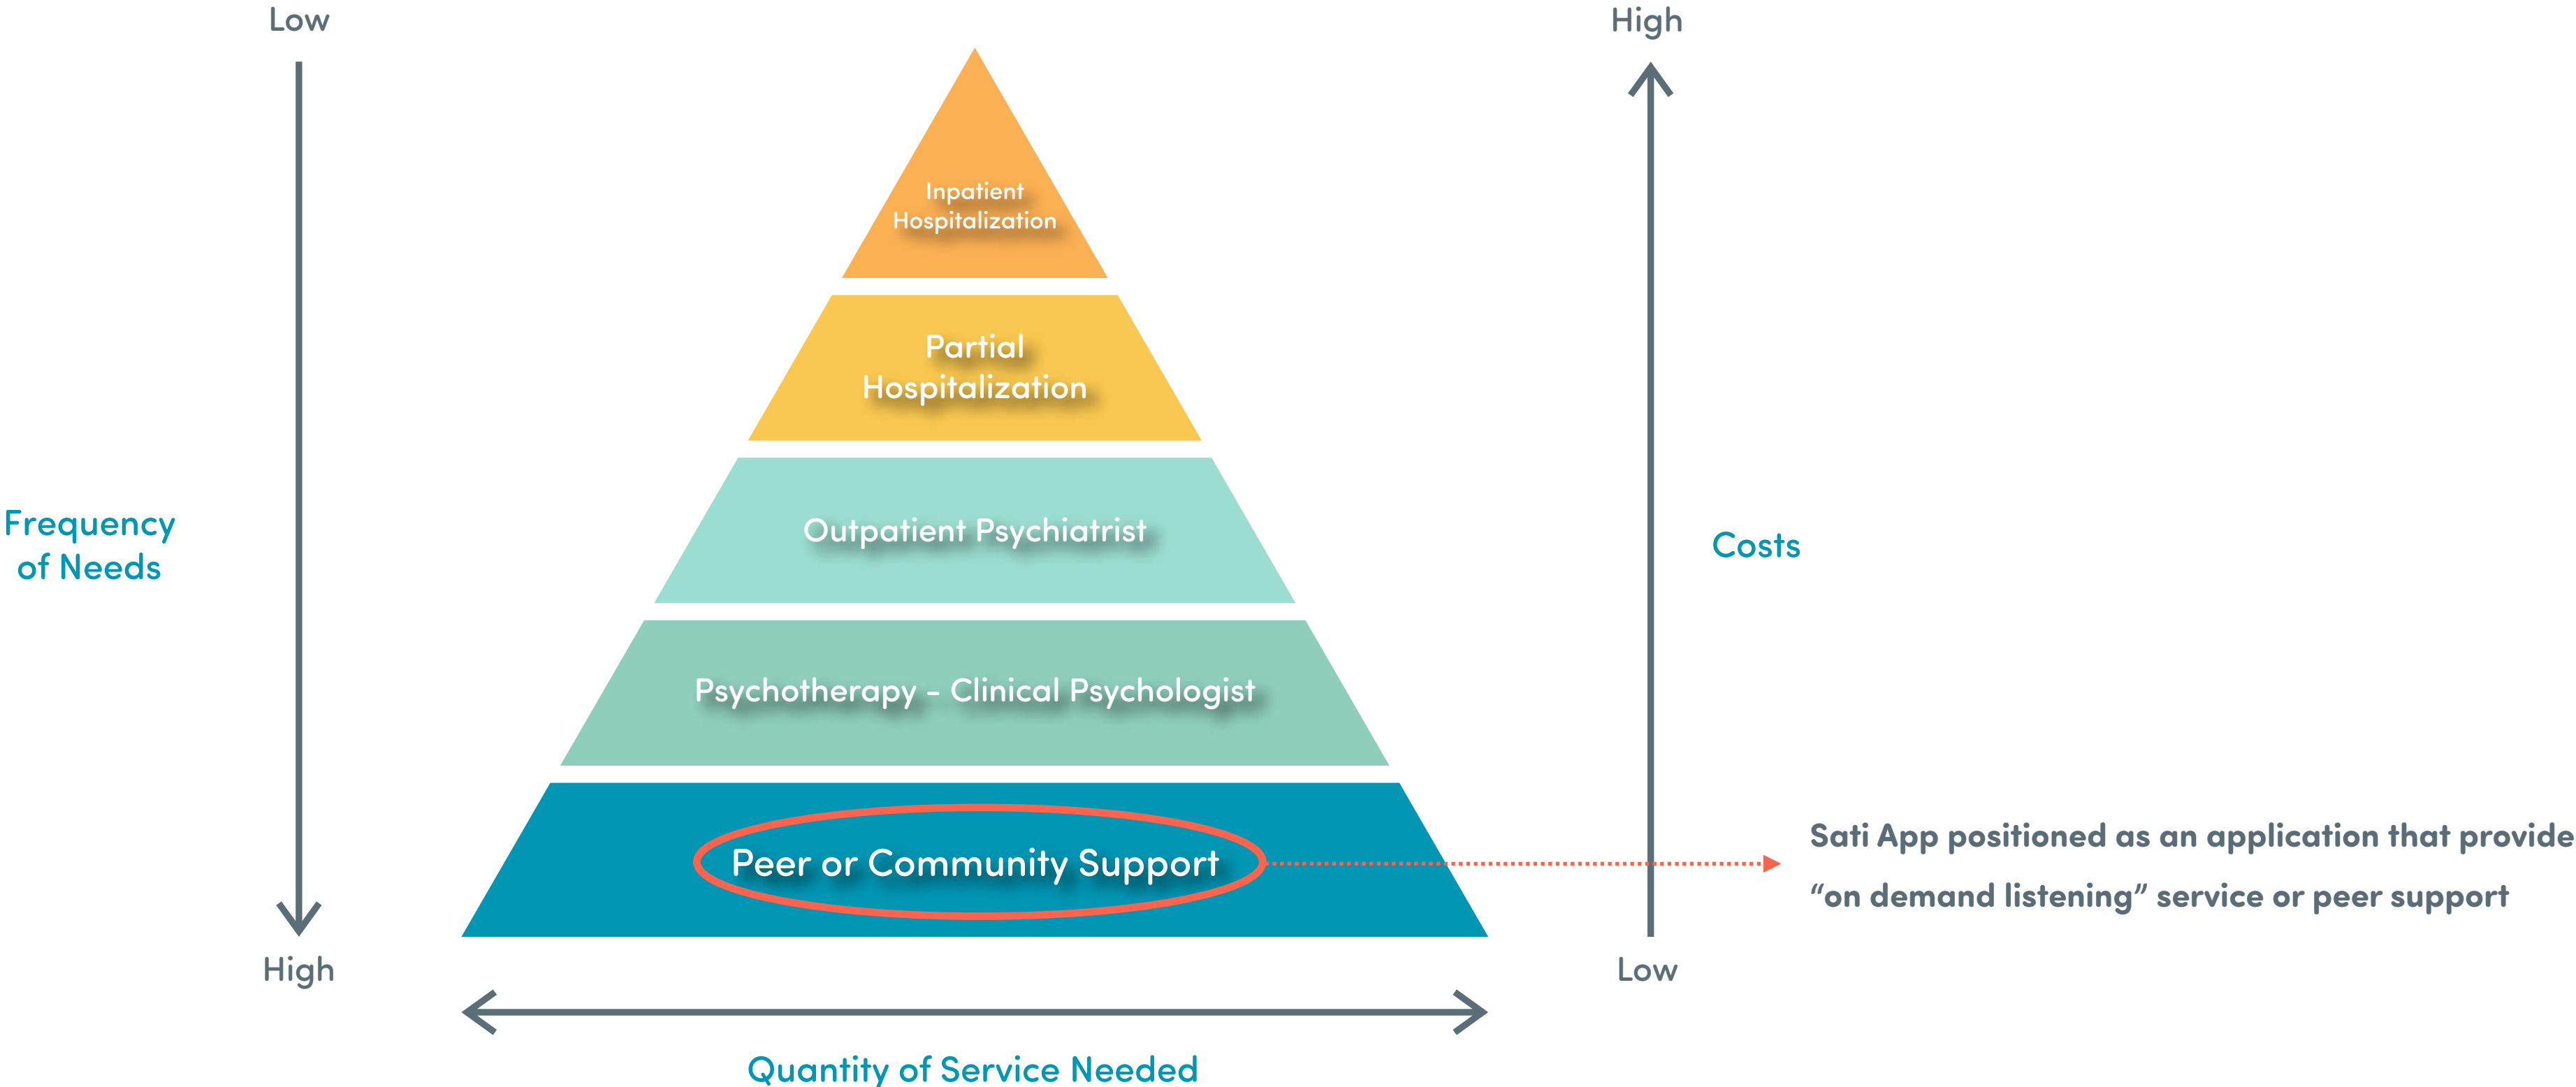 Low
High
Inpatient
Hospitalization
Partial
Hospitalization
Frequency
of Needs
Outpatient Psychiatrist
Costs
Psychotherapy - Clinical Psychologist
Peer or Community Support
Sati App positioned as an application that provide
“on demand listening” service or peer support
High
Low
Quantity of Service Needed